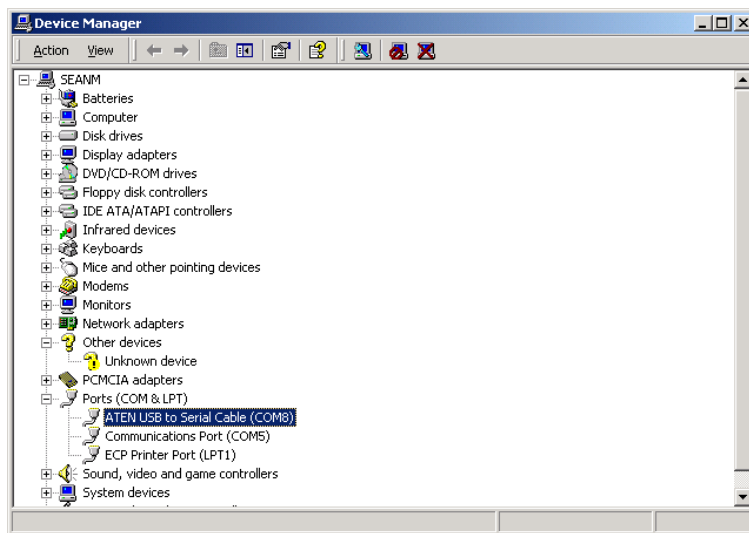 Device Manager
Action View
SEANM
Batteries
Computer
Disk drives
Display adapters
DVD/CD-ROM drives
Floppy disk controllers
IDE ATA/ATAPI controllers
Infrared devices
Keyboards
Mice and other pointing devices
Modems
Monitors
Network adapters
Other devices
Unknown device
PCMCIA adapters
Ports (COM & LPT)
ATEN USB to Serial Cable (COM8)
Communications Port (COM5)
ECP Printer Port (LPT1)
Sound, video and game controllers
System devices